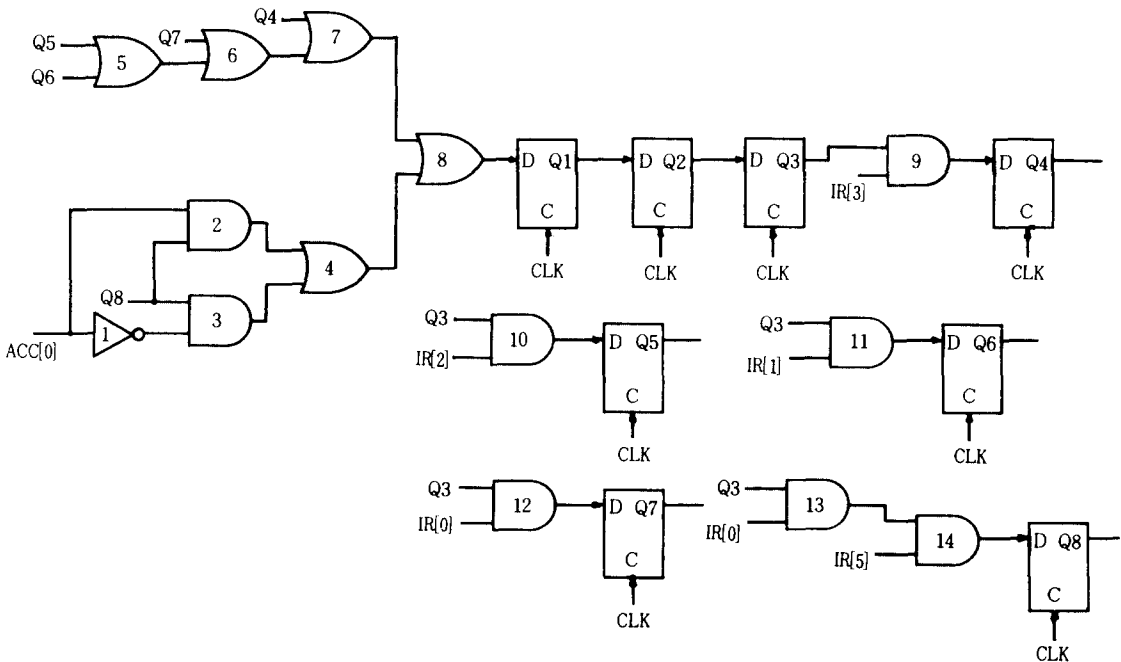 Q4
7
Q5
Q7
5
6
Q6
8
D Q1
D Q2
D Q3
9
D Q4
IR[3]
C
C
C
C
2
CLK
CLK
CLK
CLK
4
Q8
3
1
ACC[0]
Q3
10
D Q5
Q3
11
D Q6
IR[2]
IR[1]
C
C
CLK
CLK
Q3
12
D Q7
Q3
13
IR[0]
IR[0]
14
D Q8
IR[5]
C
C
CLK
CLK